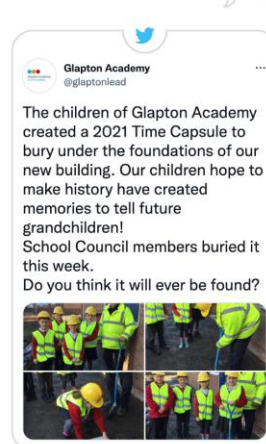 Glapton Academy
@glaptonlead
The children of Glapton Academy
created a 2021 Time Capsule to
bury under the foundations of our
new building. Our children hope to
make history have created
memories to tell future
grandchildren!
School Council members buried it
this week.
Do you think it will ever be found?